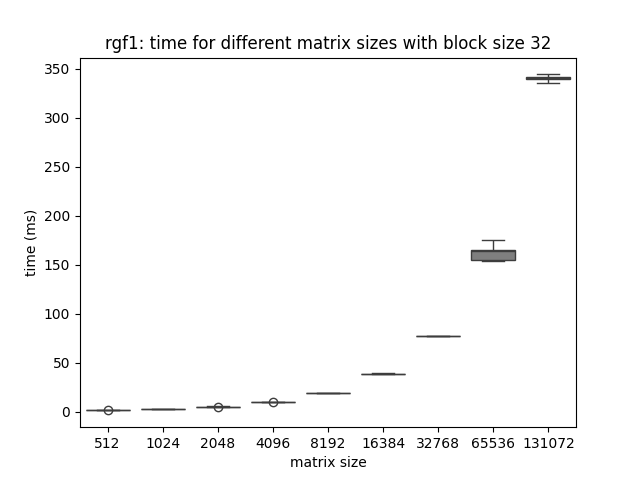 rgf1: time for different matrix sizes with block size 32
350
300
250
200
150
100
50
0
time (ms)
512 1024 2048 4096 8192 16384 32768 65536 131072
matrix size